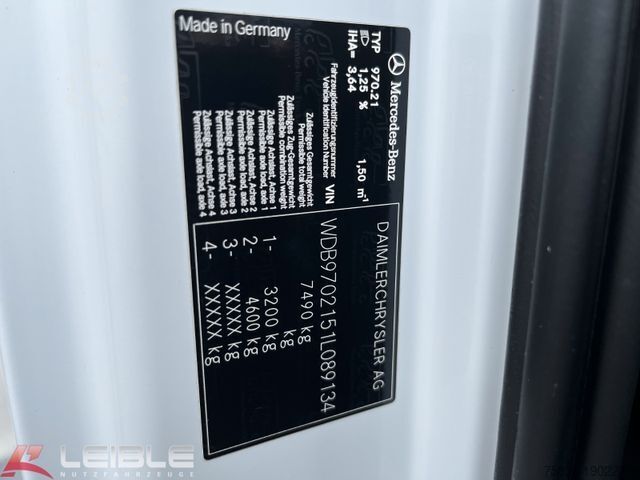 Mercedes-Benz
DAIMLERCHRYSLER AG
TYP 970.21
1,25 % 1,50 m-1
IHA= 3,64
Fahrzeugidentifizierungsnummer
Vehicle Identification Number VIN WDB9702151L089134
Zulässiges Gesamtgewicht
Permissible total weight 7490 kg
Zulässiges Zug-Gesamtgewicht
Permissible combination weight kg
Zulässige Achslast, Achse 1
Permissible axle load, axle 1 1- 3200 kg
Zulässige Achslast, Achse 2
Permissible axle load, axle 2 2- 4600 kg
Zulässige Achslast, Achse 3
Permissible axle load, axle 3 3- XXXXX kg
Zulässige Achslast, Achse 4
Permissible axle load, axle 4 4- XXXXX kg
Made in Germany
LEIBLE
NUTZFAHRZEUGE